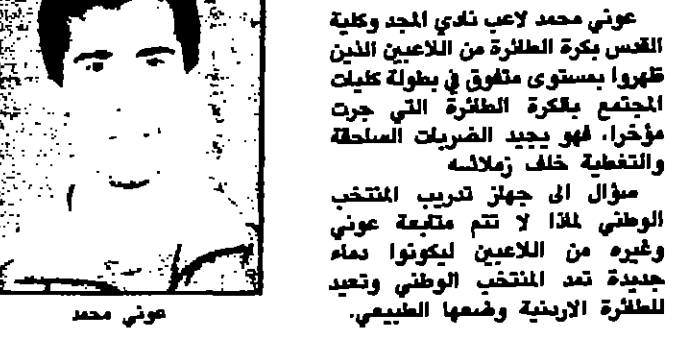 عوني محمد لاعب نادي المجد وكلية
القدس بكرة الطائرة من اللاعبين الذين
ظهروا بمستوى متفوق في بطولة كليات
المجتمع بالكرة الطائرة التي جرت
مؤخرا، فهو يجيد الضربات الساحقة
والتغطية خلف زملائه
سؤال الى جهاز تدريب المنتخب
الوطني لماذا لا تتم متابعة عوني
وغيره من اللاعبين ليكونوا دماء
جديدة تمد المنتخب الوطني وتعيد
للطائرة الاردنية وضعها الطبيعي.
عوني محمد